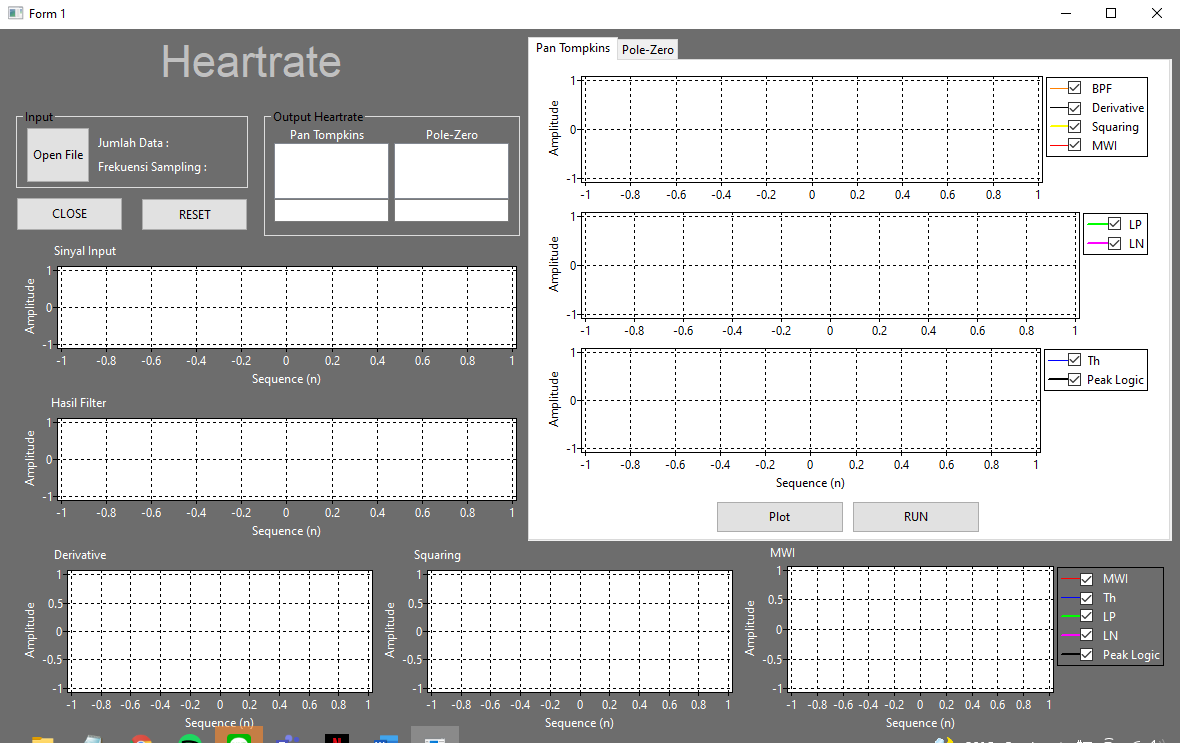 Form 1
Heartrate
Input
Open File
Jumlah Data :
Frekuensi Sampling :
Output Heartrate
Pan Tompkins
Pole-Zero
CLOSE
RESET
Sinyal Input
Amplitude
1
0
-1
-1 -0.8 -0.6 -0.4 -0.2 0 0.2 0.4 0.6 0.8 1
Sequence (n)
Hasil Filter
Amplitude
1
0
-1
-1 -0.8 -0.6 -0.4 -0.2 0 0.2 0.4 0.6 0.8 1
Sequence (n)
Pan Tompkins
Pole-Zero
Amplitude
1
0
-1
-1 -0.8 -0.6 -0.4 -0.2 0 0.2 0.4 0.6 0.8 1
BPF
Derivative
Squaring
MWI
Amplitude
1
0
-1
-1 -0.8 -0.6 -0.4 -0.2 0 0.2 0.4 0.6 0.8 1
LP
LN
Amplitude
1
0
-1
-1 -0.8 -0.6 -0.4 -0.2 0 0.2 0.4 0.6 0.8 1
Sequence (n)
Th
Peak Logic
Plot
RUN
Derivative
Amplitude
1
0.5
0
-0.5
-1
-1 -0.8 -0.6 -0.4 -0.2 0 0.2 0.4 0.6 0.8 1
Sequence (n)
Squaring
Amplitude
1
0.5
0
-0.5
-1
-1 -0.8 -0.6 -0.4 -0.2 0 0.2 0.4 0.6 0.8 1
Sequence (n)
MWI
Amplitude
1
0.5
0
-0.5
-1
-1 -0.8 -0.6 -0.4 -0.2 0 0.2 0.4 0.6 0.8 1
Sequence (n)
MWI
Th
LP
LN
Peak Logic